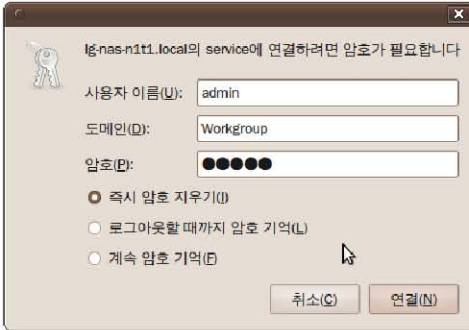 lg-nas-n1t1.local의 service에 연결하려면 암호가 필요합니다
사용자 이름(U): admin
도메인(D): Workgroup
암호(P): ●●●●●
즉시 암호 지우기(I)
로그아웃할 때까지 암호 기억(L)
계속 암호 기억(F)
취소(C) 연결(N)